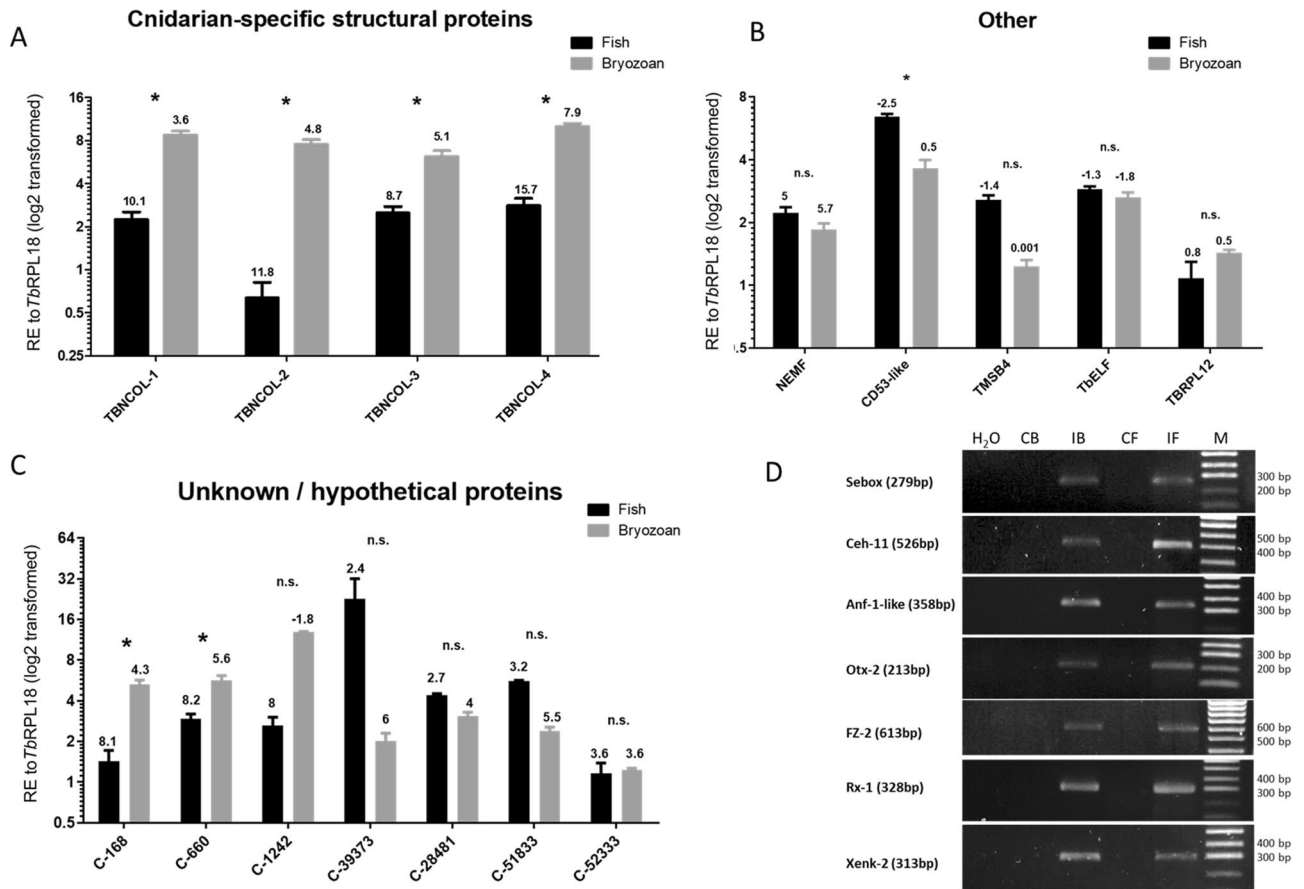 A
Cnidarian-specific structural proteins
Fish
Bryozoan
RE to TbRPL18 (log2 transformed)
16
8
4
2
1
0.5
0.25
* * * *
10.1 3.6 11.8 4.8 8.7 5.1 15.7 7.9
TBNCOL-1 TBNCOL-2 TBNCOL-3 TBNCOL-4
B
Other
Fish
Bryozoan
RE to TbRPL18 (log2 transformed)
8
4
2
1
0.5
n.s. * n.s. n.s. n.s.
5 5.7 -2.5 0.5 -1.4 0.001 -1.3 -1.8 0.8 0.5
NEMF CD53-like TMSB4 TbELF TBRPL12
C
Unknown / hypothetical proteins
Fish
Bryozoan
RE to TbRPL18 (log2 transformed)
64
32
16
8
4
2
1
0.5
* * n.s. n.s. n.s. n.s. n.s.
8.1 4.3 8.2 5.6 8 -1.8 2.4 6 2.7 4 3.2 5.5 3.6 3.6
C-168 C-660 C-1242 C-39373 C-28481 C-51833 C-52333
D
H2O CB IB CF IF M
Sebox (279bp)
300 bp
200 bp
Ceh-11 (526bp)
500 bp
400 bp
Anf-1-like (358bp)
400 bp
300 bp
Otx-2 (213bp)
300 bp
200 bp
FZ-2 (613bp)
600 bp
500 bp
Rx-1 (328bp)
400 bp
300 bp
Xenk-2 (313bp)
400 bp
300 bp